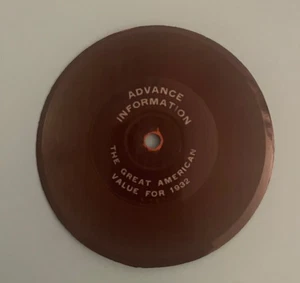 ADVANCE
INFORMATION
THE GREAT AMERICAN
VALUE FOR 1932